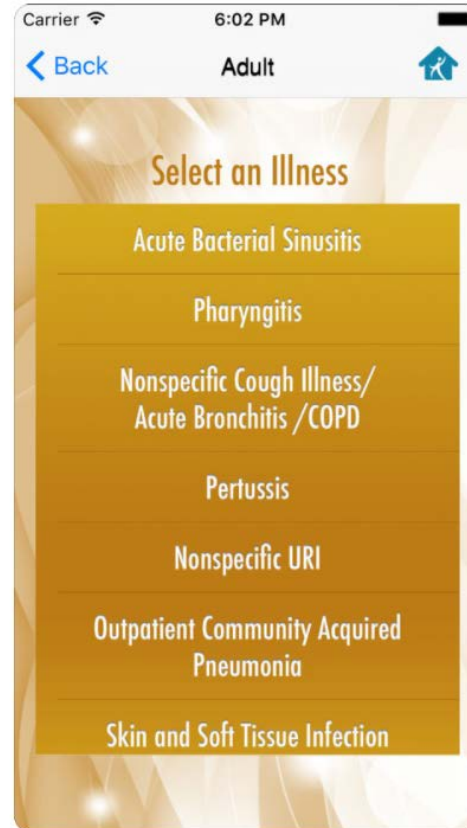 Carrier 6:02 PM
Back Adult
Select an Illness
Acute Bacterial Sinusitis
Pharyngitis
Nonspecific Cough Illness/
Acute Bronchitis /COPD
Pertussis
Nonspecific URI
Outpatient Community Acquired
Pneumonia
Skin and Soft Tissue Infection